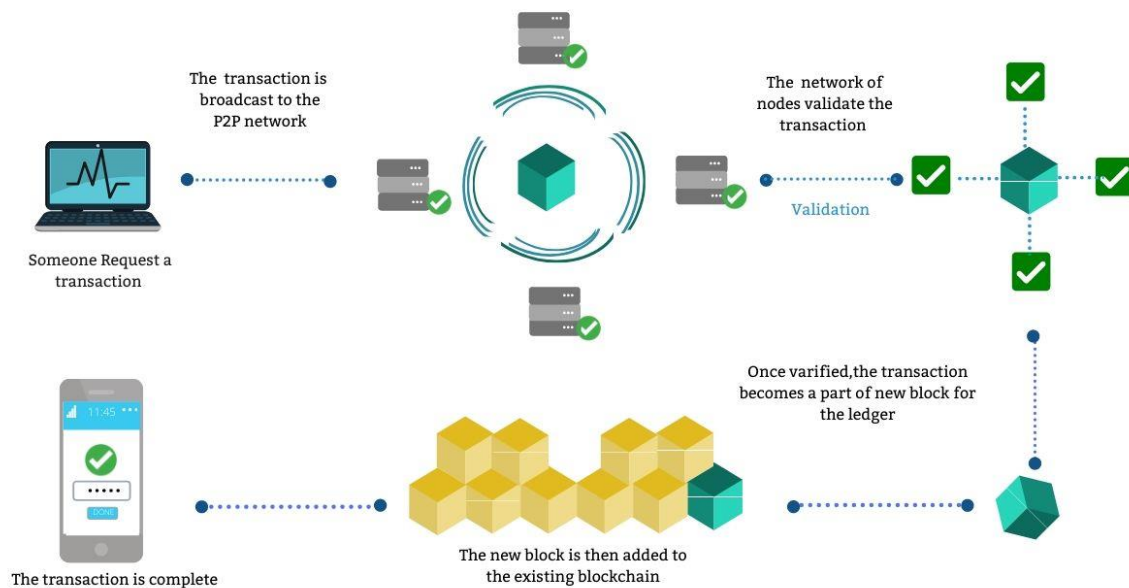 The transaction is
broadcast to the
P2P network
The network of
nodes validate the
transaction
Validation
Someone Request a
transaction
Once varified,the transaction
becomes a part of new block for
the ledger
11:45
DONE
The new block is then added to
the existing blockchain
The transaction is complete